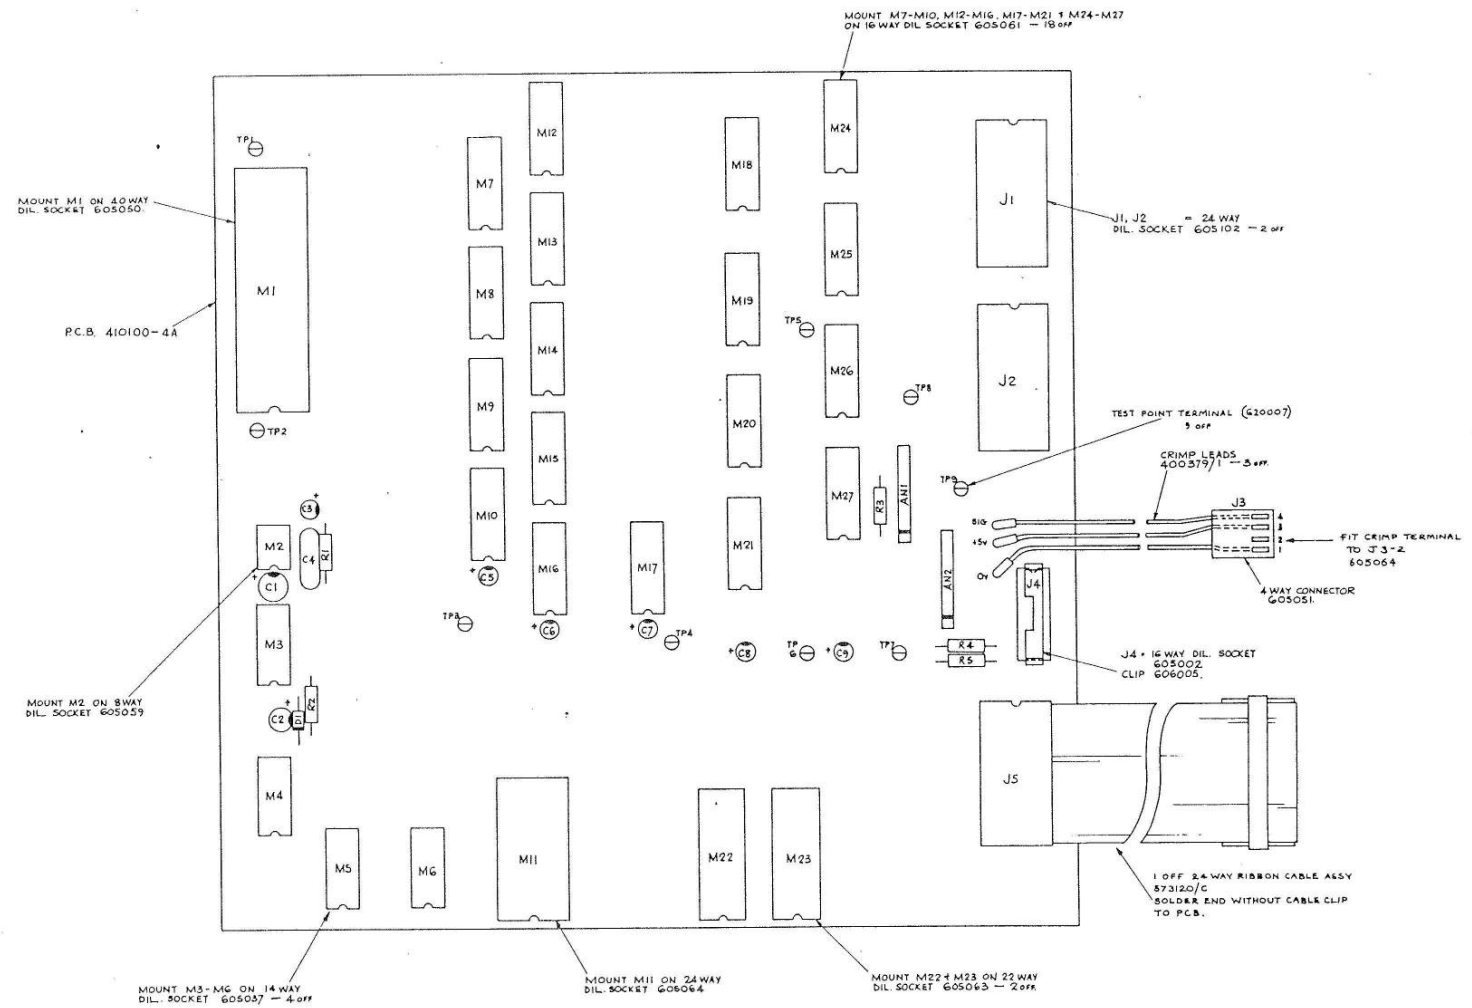 MOUNT M7-M10, M12-M16, M17-M21 & M24-M27
ON 16 WAY DIL SOCKET 605061 — 18 OFF
TP1
M12
M24
M18
M7
J1
MOUNT M1 ON 40 WAY
DIL. SOCKET 605050.
M13
M25
J1, J2 = 24 WAY
DIL. SOCKET 605102 — 2 OFF
M1
M8
M19
P.C.B. 410100-4A
TP5
M14
M26
J2
TP8
M9
TP2
M20
TEST POINT TERMINAL (620007)
9 OFF
M15
CRIMP LEADS
400379/1 — 3 OFF.
M27
R3
AN1
TP9
C3
M10
J3
SIG
4
+5V
3
2
1
0V
FIT CRIMP TERMINAL
TO J3-2
605064
M2
C4
R1
M21
M16
M17
C5
AN2
J4
4 WAY CONNECTOR
605051.
C1
TP3
C6
C7
TP4
M3
C8
TP
6
C9
TP7
R4
R5
J4 = 16 WAY DIL. SOCKET
605002
CLIP 606005.
MOUNT M2 ON 8 WAY
DIL. SOCKET 605059
C2
D1
R2
J5
M4
M5
M6
M11
M22
M23
1 OFF 24 WAY RIBBON CABLE ASSY
573120/C
SOLDER END WITHOUT CABLE CLIP
TO PCB.
MOUNT M3-M6 ON 14 WAY
DIL. SOCKET 605037 — 4 OFF
MOUNT M11 ON 24 WAY
DIL. SOCKET 605064
MOUNT M22 & M23 ON 22 WAY
DIL. SOCKET 605063 — 2 OFF.